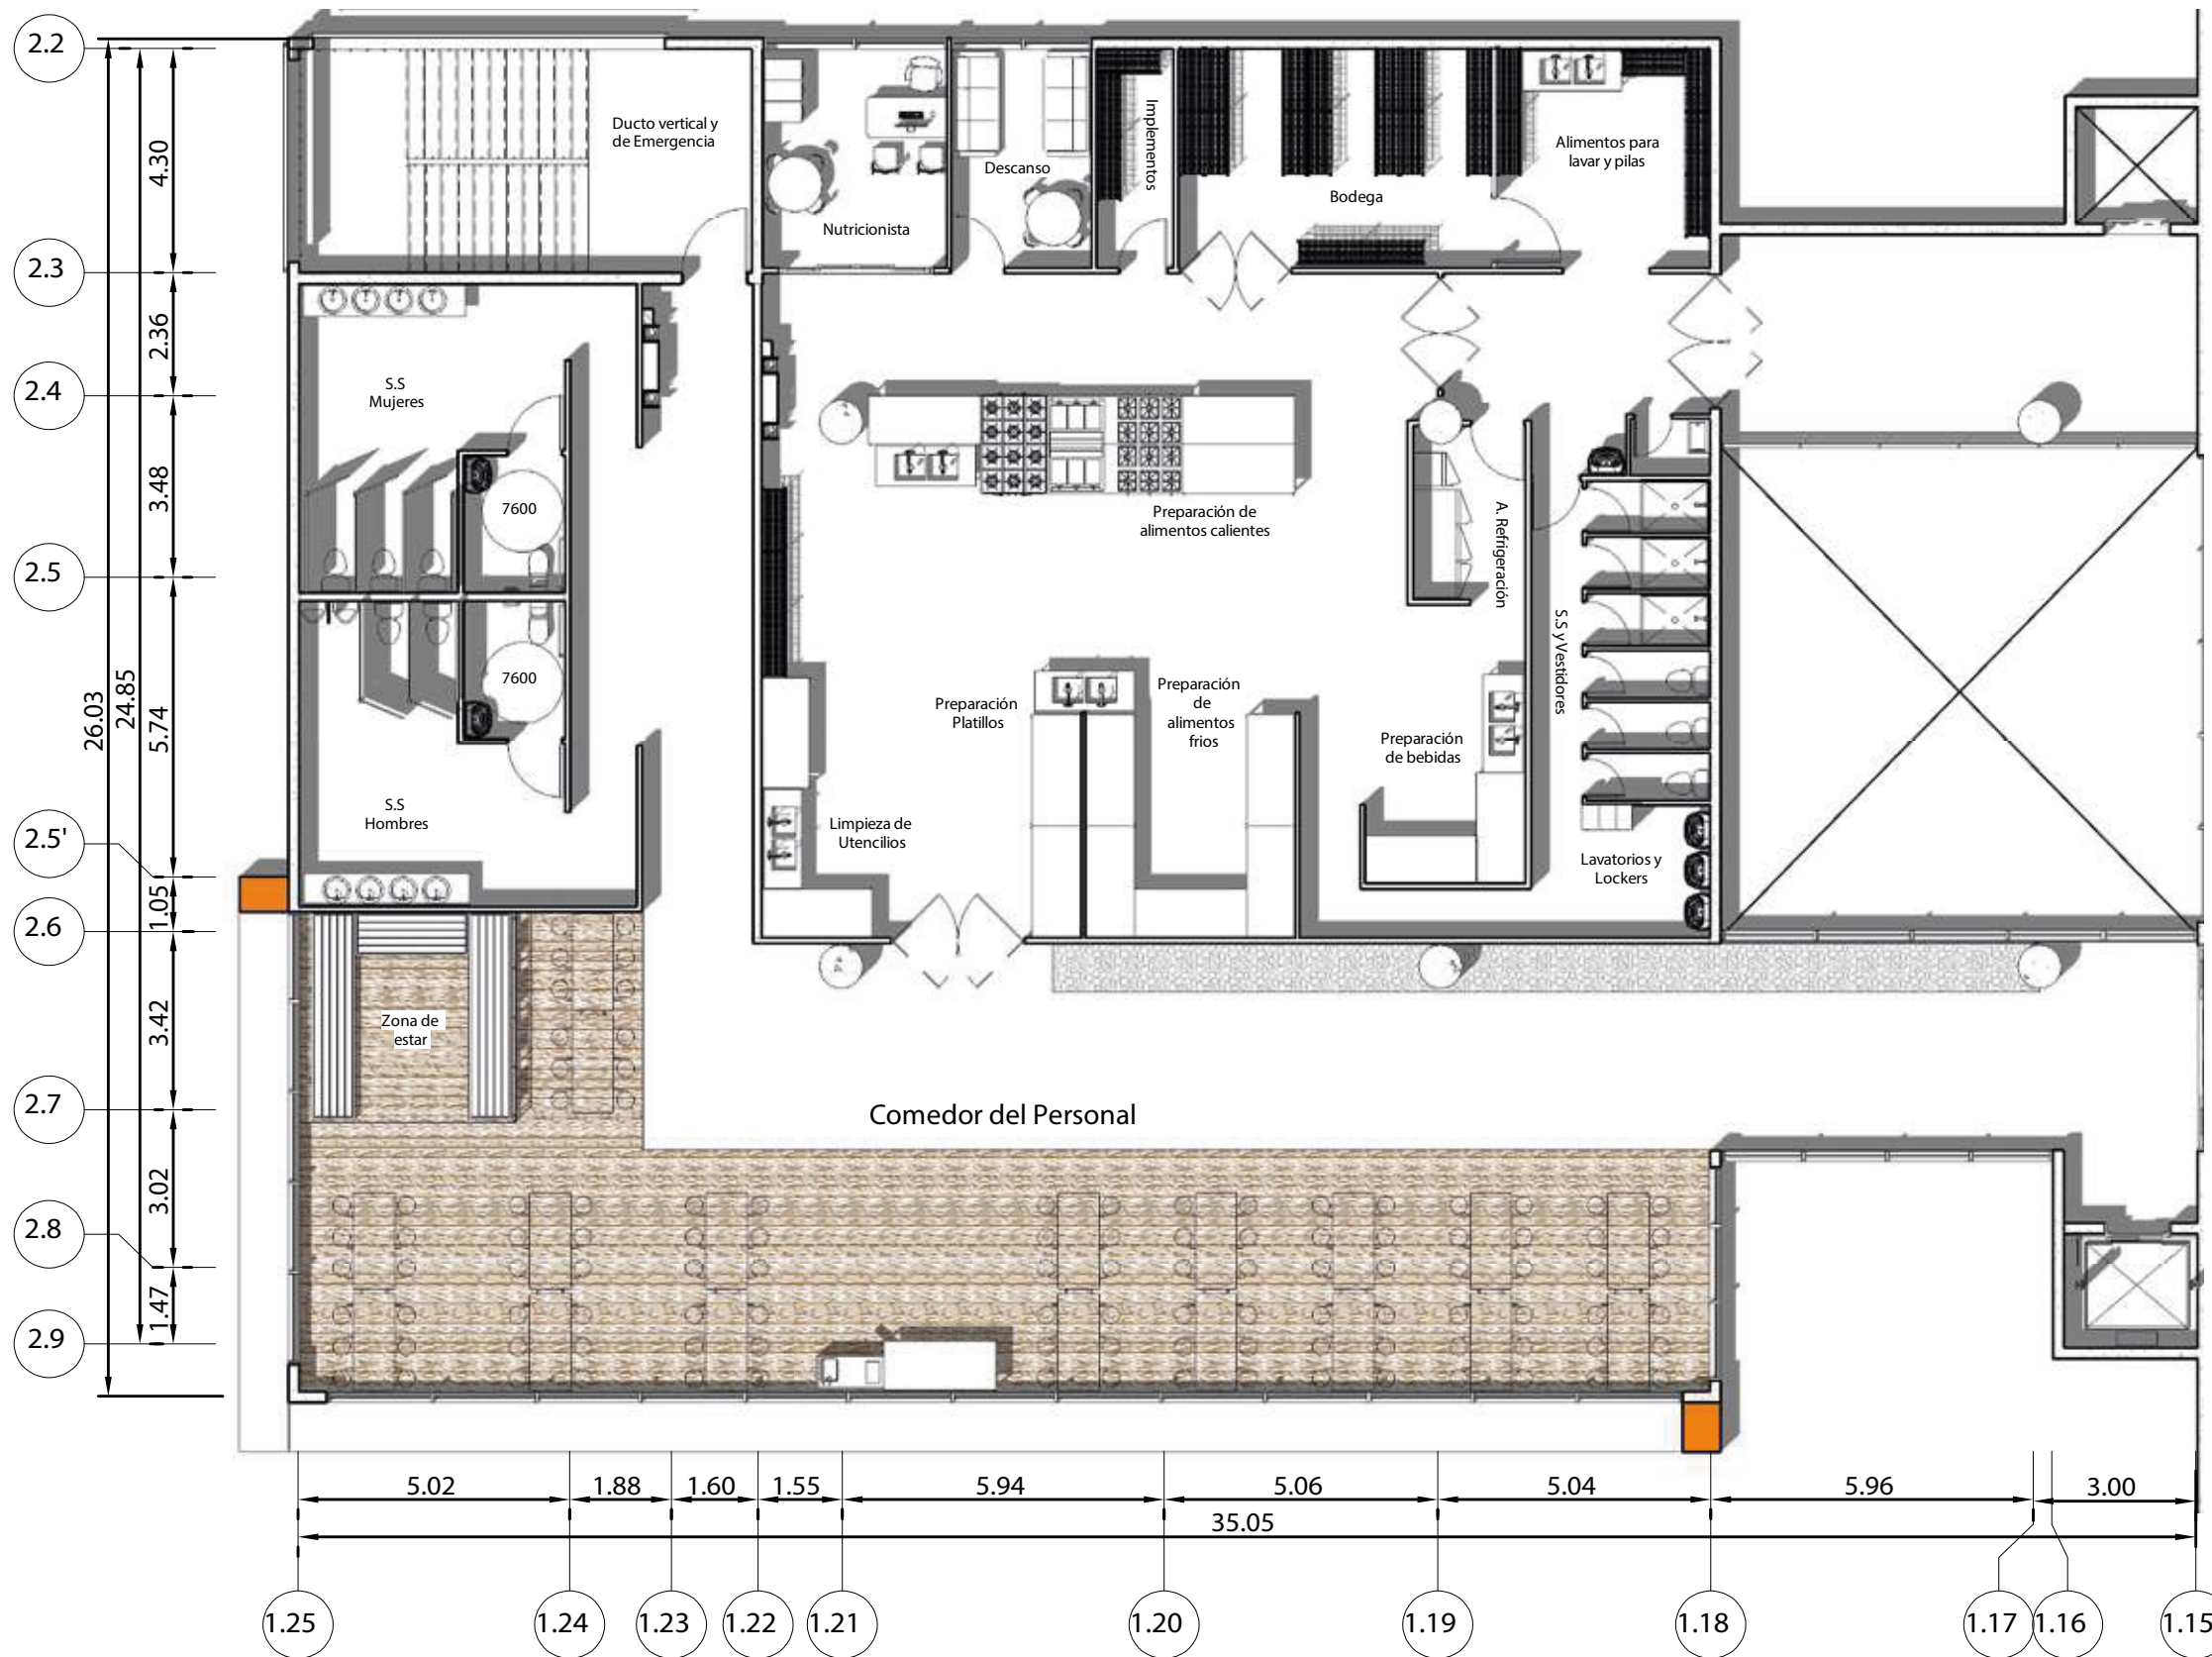 2.2
2.3
2.4
2.5
2.5'
2.6
2.7
2.8
2.9
26.03
24.85
4.30
2.36
3.48
5.74
1.05
3.42
3.02
1.47
Ducto vertical y
de Emergencia
Nutricionista
Descanso
Implementos
Bodega
Alimentos para
lavar y pilas
S.S
Mujeres
7600
7600
S.S
Hombres
Preparación de
alimentos calientes
A. Refrigeración
S.S y Vestidores
Preparación
Platillos
Preparación
de
alimentos
frios
Preparación
de bebidas
Limpieza de
Utencilios
Lavatorios y
Lockers
Zona de
estar
Comedor del Personal
5.02
1.88
1.60
1.55
5.94
5.06
5.04
5.96
3.00
35.05
1.25
1.24
1.23
1.22
1.21
1.20
1.19
1.18
1.17
1.16
1.15